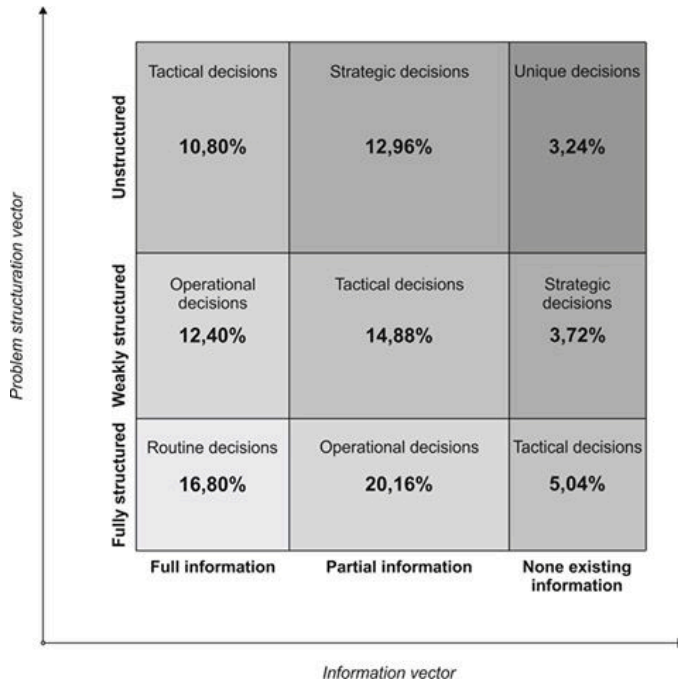 Problem structuration vector
Unstructured
Tactical decisions
10,80%
Strategic decisions
12,96%
Unique decisions
3,24%
Weakly structured
Operational
decisions
12,40%
Tactical decisions
14,88%
Strategic
decisions
3,72%
Fully structured
Routine decisions
16,80%
Operational decisions
20,16%
Tactical decisions
5,04%
Full information
Partial information
None existing
information
Information vector